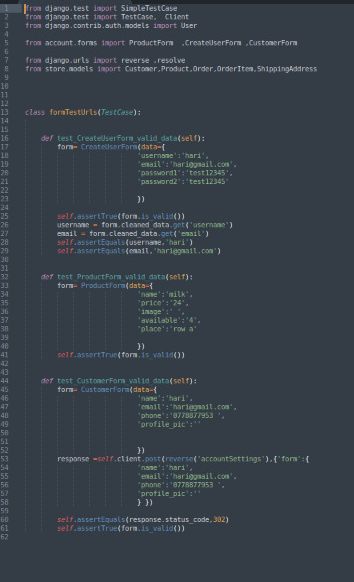 1 from django.test import SimpleTestCase
2 from django.test import TestCase,  Client
3 from django.contrib.auth.models import User
4
5 from account.forms import ProductForm  ,CreateUserForm ,CustomerForm
6
7 from django.urls import reverse ,resolve
8 from store.models import Customer,Product,Order,OrderItem,ShippingAddress
9
10
11
12
13 class formTestUrls(TestCase):
14
15
16 def test_CreateUserForm_valid_data(self):
17 form= CreateUserForm(data={
18 'username':'hari',
19 'email':'hari@gmail.com',
20 'password1':'test12345',
21 'password2':'test12345'
22
23 })
24
25 self.assertTrue(form.is_valid())
26 username = form.cleaned_data.get('username')
27 email = form.cleaned_data.get('email')
28 self.assertEquals(username,'hari')
29 self.assertEquals(email,'hari@gmail.com')
30
31
32 def test_ProductForm_valid_data(self):
33 form= ProductForm(data={
34 'name':'milk',
35 'price':'24',
36 'image':' ',
37 'available':'4',
38 'place':'row a'
39
40 })
41 self.assertTrue(form.is_valid())
42
43
44 def test_CustomerForm_valid_data(self):
45 form= CustomerForm(data={
46 'name':'hari',
47 'email':'hari@gmail.com',
48 'phone':'0778877953 ',
49 'profile_pic':''
50
51
52 })
53 response =self.client.post(reverse('accountSettings'),{'form':{
54 'name':'hari',
55 'email':'hari@gmail.com',
56 'phone':'0778877953 ',
57 'profile_pic':''
58 } })
59
60 self.assertEquals(response.status_code,302)
61 self.assertTrue(form.is_valid())
62